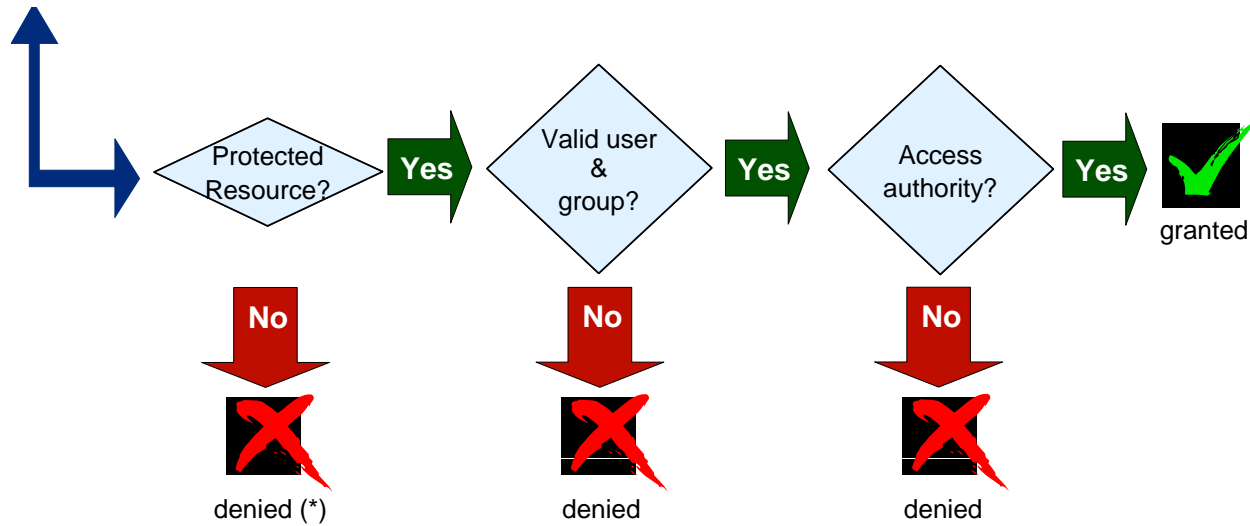 Protected
Resource?
Yes
Valid user
&
group?
Yes
Access
authority?
Yes
granted
No
No
No
denied (*)
denied
denied